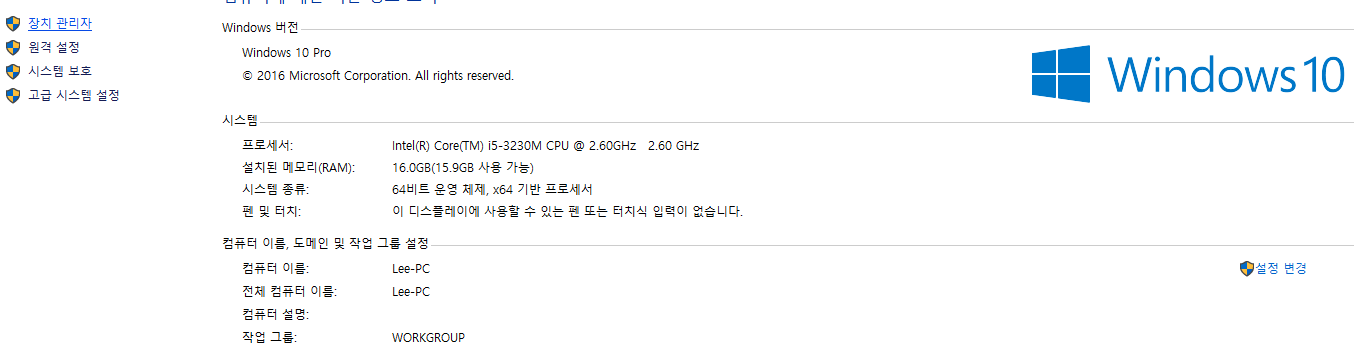 장치 관리자
원격 설정
시스템 보호
고급 시스템 설정
Windows 버전
Windows 10 Pro
© 2016 Microsoft Corporation. All rights reserved.
Windows 10
시스템
프로세서: Intel(R) Core(TM) i5-3230M CPU @ 2.60GHz 2.60 GHz
설치된 메모리(RAM): 16.0GB(15.9GB 사용 가능)
시스템 종류: 64비트 운영 체제, x64 기반 프로세서
펜 및 터치: 이 디스플레이에 사용할 수 있는 펜 또는 터치식 입력이 없습니다.
컴퓨터 이름, 도메인 및 작업 그룹 설정
컴퓨터 이름: Lee-PC 설정 변경
전체 컴퓨터 이름: Lee-PC
컴퓨터 설명:
작업 그룹: WORKGROUP